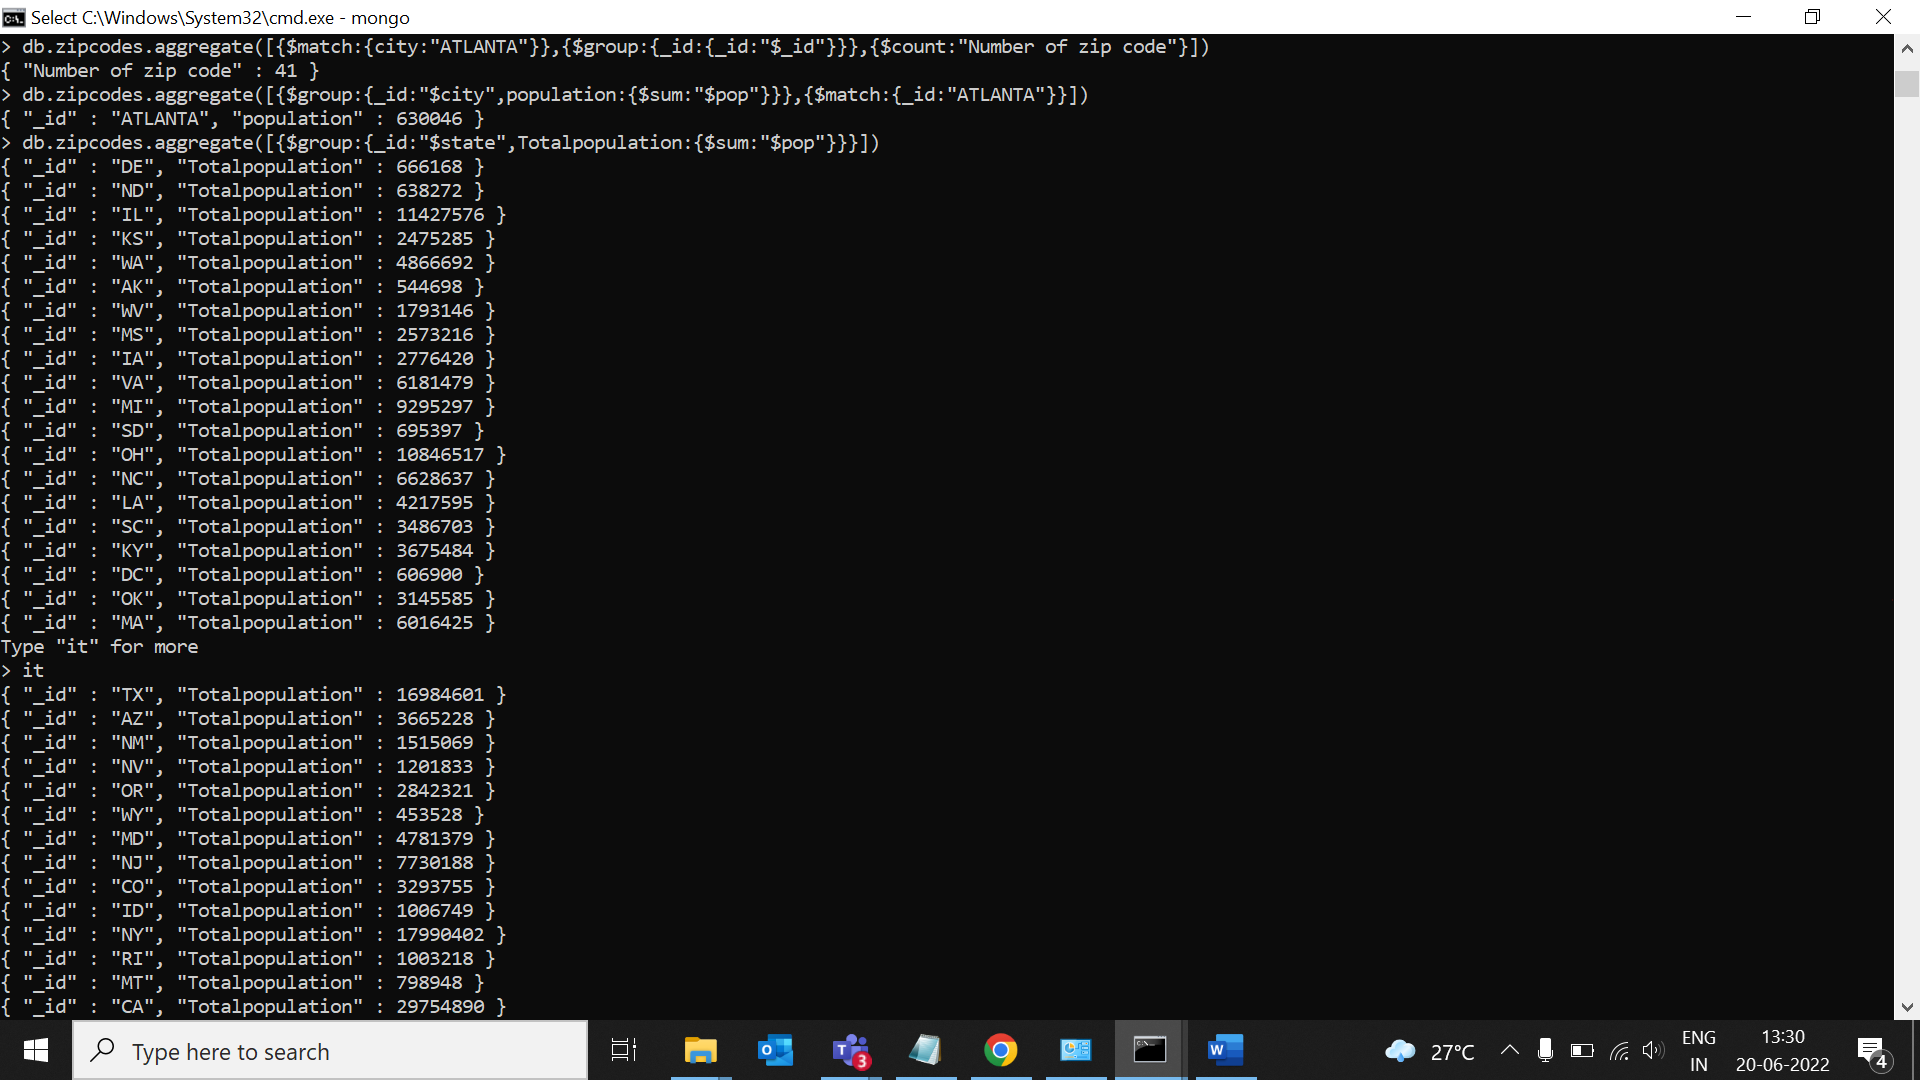 Select C:\Windows\System32\cmd.exe - mongo
> db.zipcodes.aggregate([{$match:{city:"ATLANTA"}},{$group:{_id:{_id:"$_id"}}},{$count:"Number of zip code"}])
{ "Number of zip code" : 41 }
> db.zipcodes.aggregate([{$group:{_id:"$city",population:{$sum:"$pop"}}},{$match:{_id:"ATLANTA"}}])
{ "_id" : "ATLANTA", "population" : 630046 }
> db.zipcodes.aggregate([{$group:{_id:"$state",Totalpopulation:{$sum:"$pop"}}}])
{ "_id" : "DE", "Totalpopulation" : 666168 }
{ "_id" : "ND", "Totalpopulation" : 638272 }
{ "_id" : "IL", "Totalpopulation" : 11427576 }
{ "_id" : "KS", "Totalpopulation" : 2475285 }
{ "_id" : "WA", "Totalpopulation" : 4866692 }
{ "_id" : "AK", "Totalpopulation" : 544698 }
{ "_id" : "WV", "Totalpopulation" : 1793146 }
{ "_id" : "MS", "Totalpopulation" : 2573216 }
{ "_id" : "IA", "Totalpopulation" : 2776420 }
{ "_id" : "VA", "Totalpopulation" : 6181479 }
{ "_id" : "MI", "Totalpopulation" : 9295297 }
{ "_id" : "SD", "Totalpopulation" : 695397 }
{ "_id" : "OH", "Totalpopulation" : 10846517 }
{ "_id" : "NC", "Totalpopulation" : 6628637 }
{ "_id" : "LA", "Totalpopulation" : 4217595 }
{ "_id" : "SC", "Totalpopulation" : 3486703 }
{ "_id" : "KY", "Totalpopulation" : 3675484 }
{ "_id" : "DC", "Totalpopulation" : 606900 }
{ "_id" : "OK", "Totalpopulation" : 3145585 }
{ "_id" : "MA", "Totalpopulation" : 6016425 }
Type "it" for more
> it
{ "_id" : "TX", "Totalpopulation" : 16984601 }
{ "_id" : "AZ", "Totalpopulation" : 3665228 }
{ "_id" : "NM", "Totalpopulation" : 1515069 }
{ "_id" : "NV", "Totalpopulation" : 1201833 }
{ "_id" : "OR", "Totalpopulation" : 2842321 }
{ "_id" : "WY", "Totalpopulation" : 453528 }
{ "_id" : "MD", "Totalpopulation" : 4781379 }
{ "_id" : "NJ", "Totalpopulation" : 7730188 }
{ "_id" : "CO", "Totalpopulation" : 3293755 }
{ "_id" : "ID", "Totalpopulation" : 1006749 }
{ "_id" : "NY", "Totalpopulation" : 17990402 }
{ "_id" : "RI", "Totalpopulation" : 1003218 }
{ "_id" : "MT", "Totalpopulation" : 798948 }
{ "_id" : "CA", "Totalpopulation" : 29754890 }
Type here to search
3
27°C
ENG
IN
13:30
20-06-2022
4